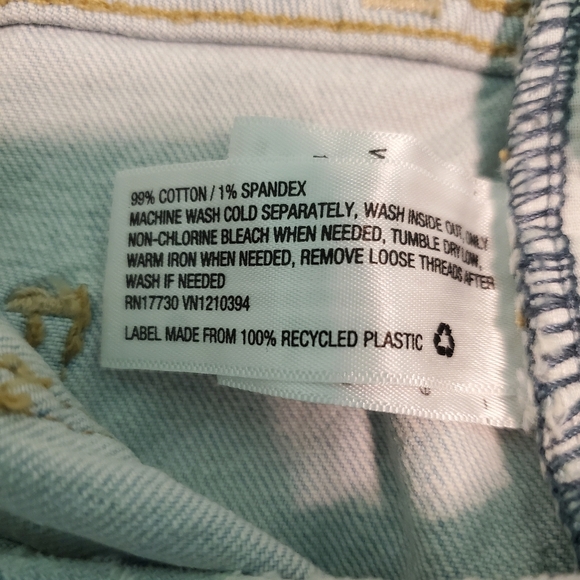 99% COTTON / 1% SPANDEX
MACHINE WASH COLD SEPARATELY, WASH INSIDE OUT, ONLY
NON-CHLORINE BLEACH WHEN NEEDED, TUMBLE DRY LOW,
WARM IRON WHEN NEEDED, REMOVE LOOSE THREADS AFTER
WASH IF NEEDED
RN17730 VN1210394
LABEL MADE FROM 100% RECYCLED PLASTIC